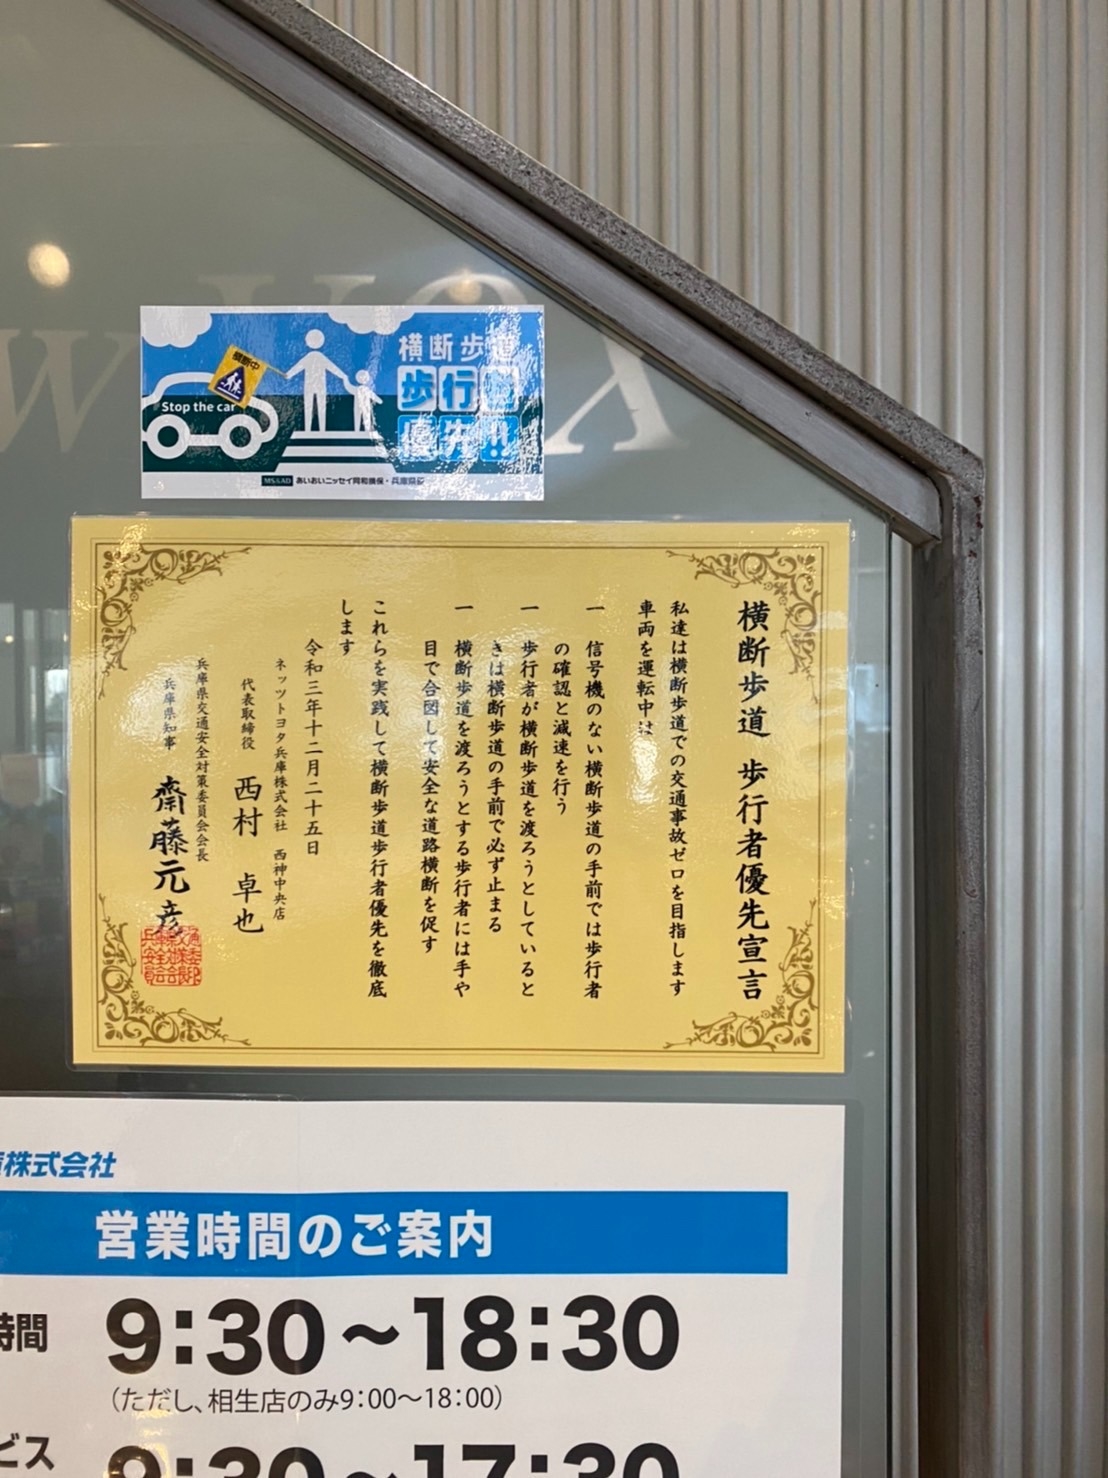 横断中
Stop the car
横断歩道
歩行者
優先!!
MS&AD あいおいニッセイ同和損保・兵庫県警
横断歩道 歩行者優先宣言
私達は横断歩道での交通事故ゼロを目指します
車両を運転中は
一 信号機のない横断歩道の手前では歩行者
の確認と減速を行う
一 歩行者が横断歩道を渡ろうとしていると
きは横断歩道の手前で必ず止まる
一 横断歩道を渡ろうとする歩行者には手や
目で合図して安全な道路横断を促す
これらを実践して横断歩道歩行者優先を徹底
します
令和三年十二月二十五日
ネッツトヨタ兵庫株式会社 西神中央店
代表取締役 西村 卓也
兵庫県交通安全対策委員会会長
兵庫県知事 齋藤元彦
株式会社
営業時間のご案内
時間 9:30〜18:30
(ただし、相生店のみ9:00〜18:00)
ビス 9:30〜17:30